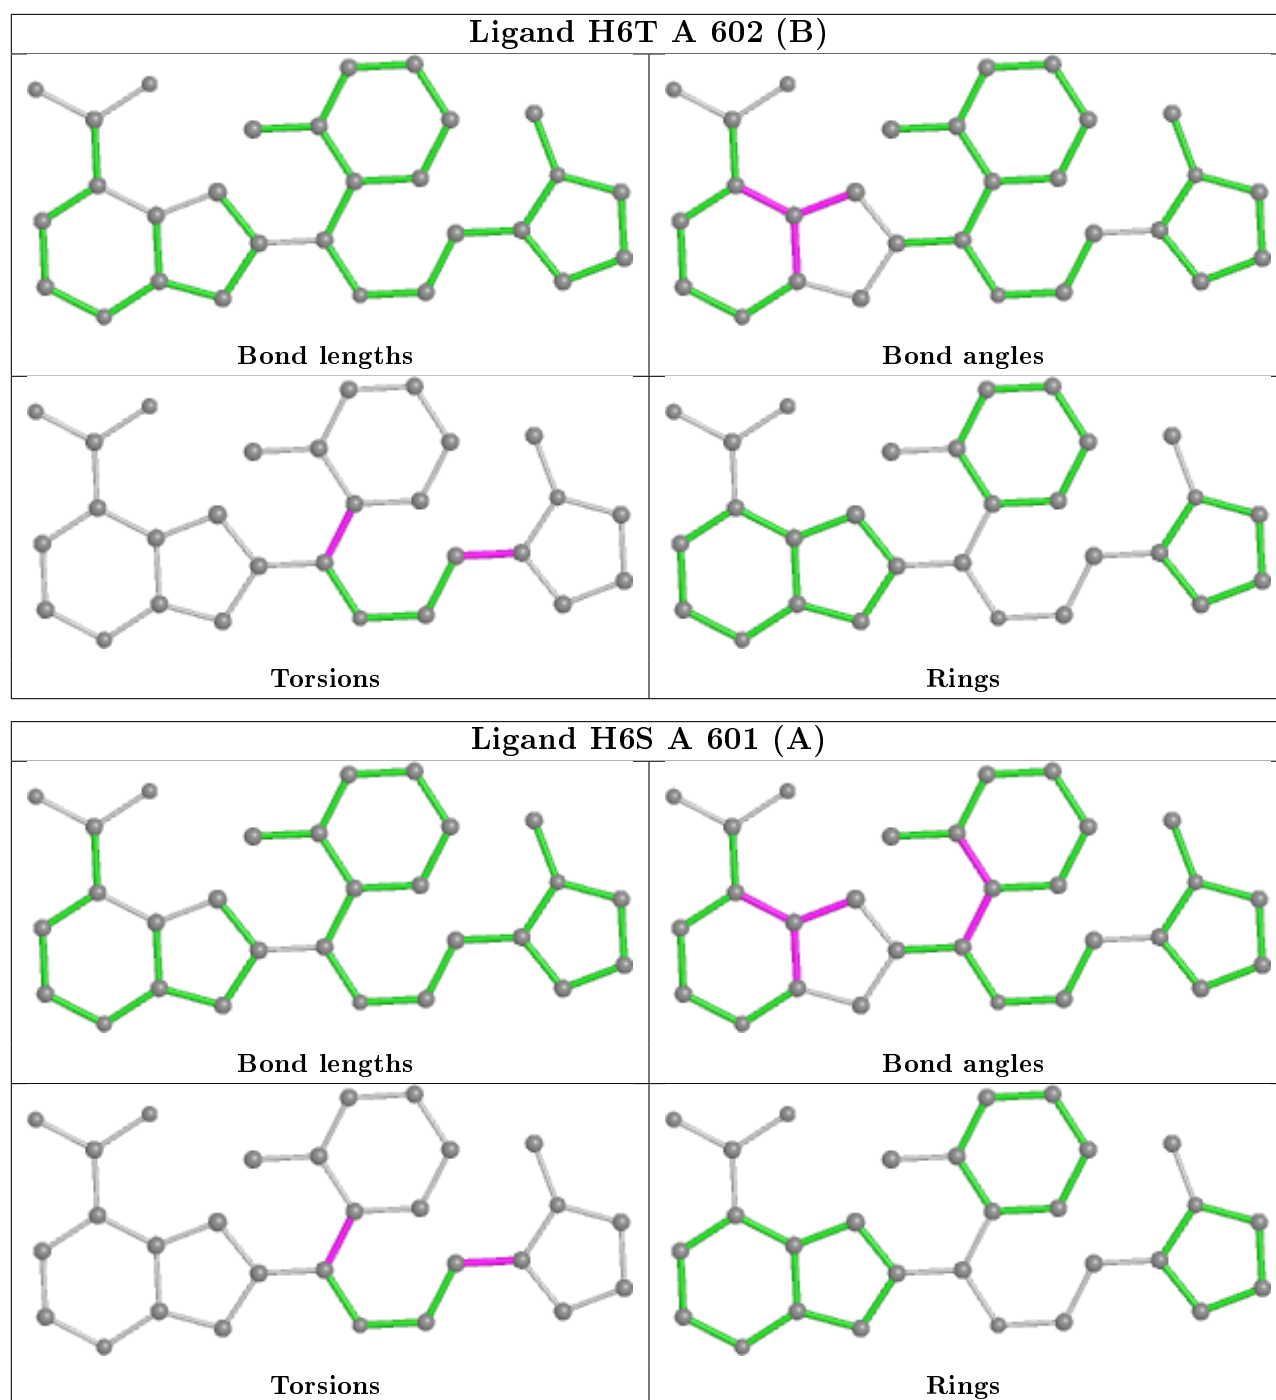 Ligand H6T A 602 (B)
Bond lengths
Bond angles
Torsions
Rings
Ligand H6S A 601 (A)
Bond lengths
Bond angles
Torsions
Rings